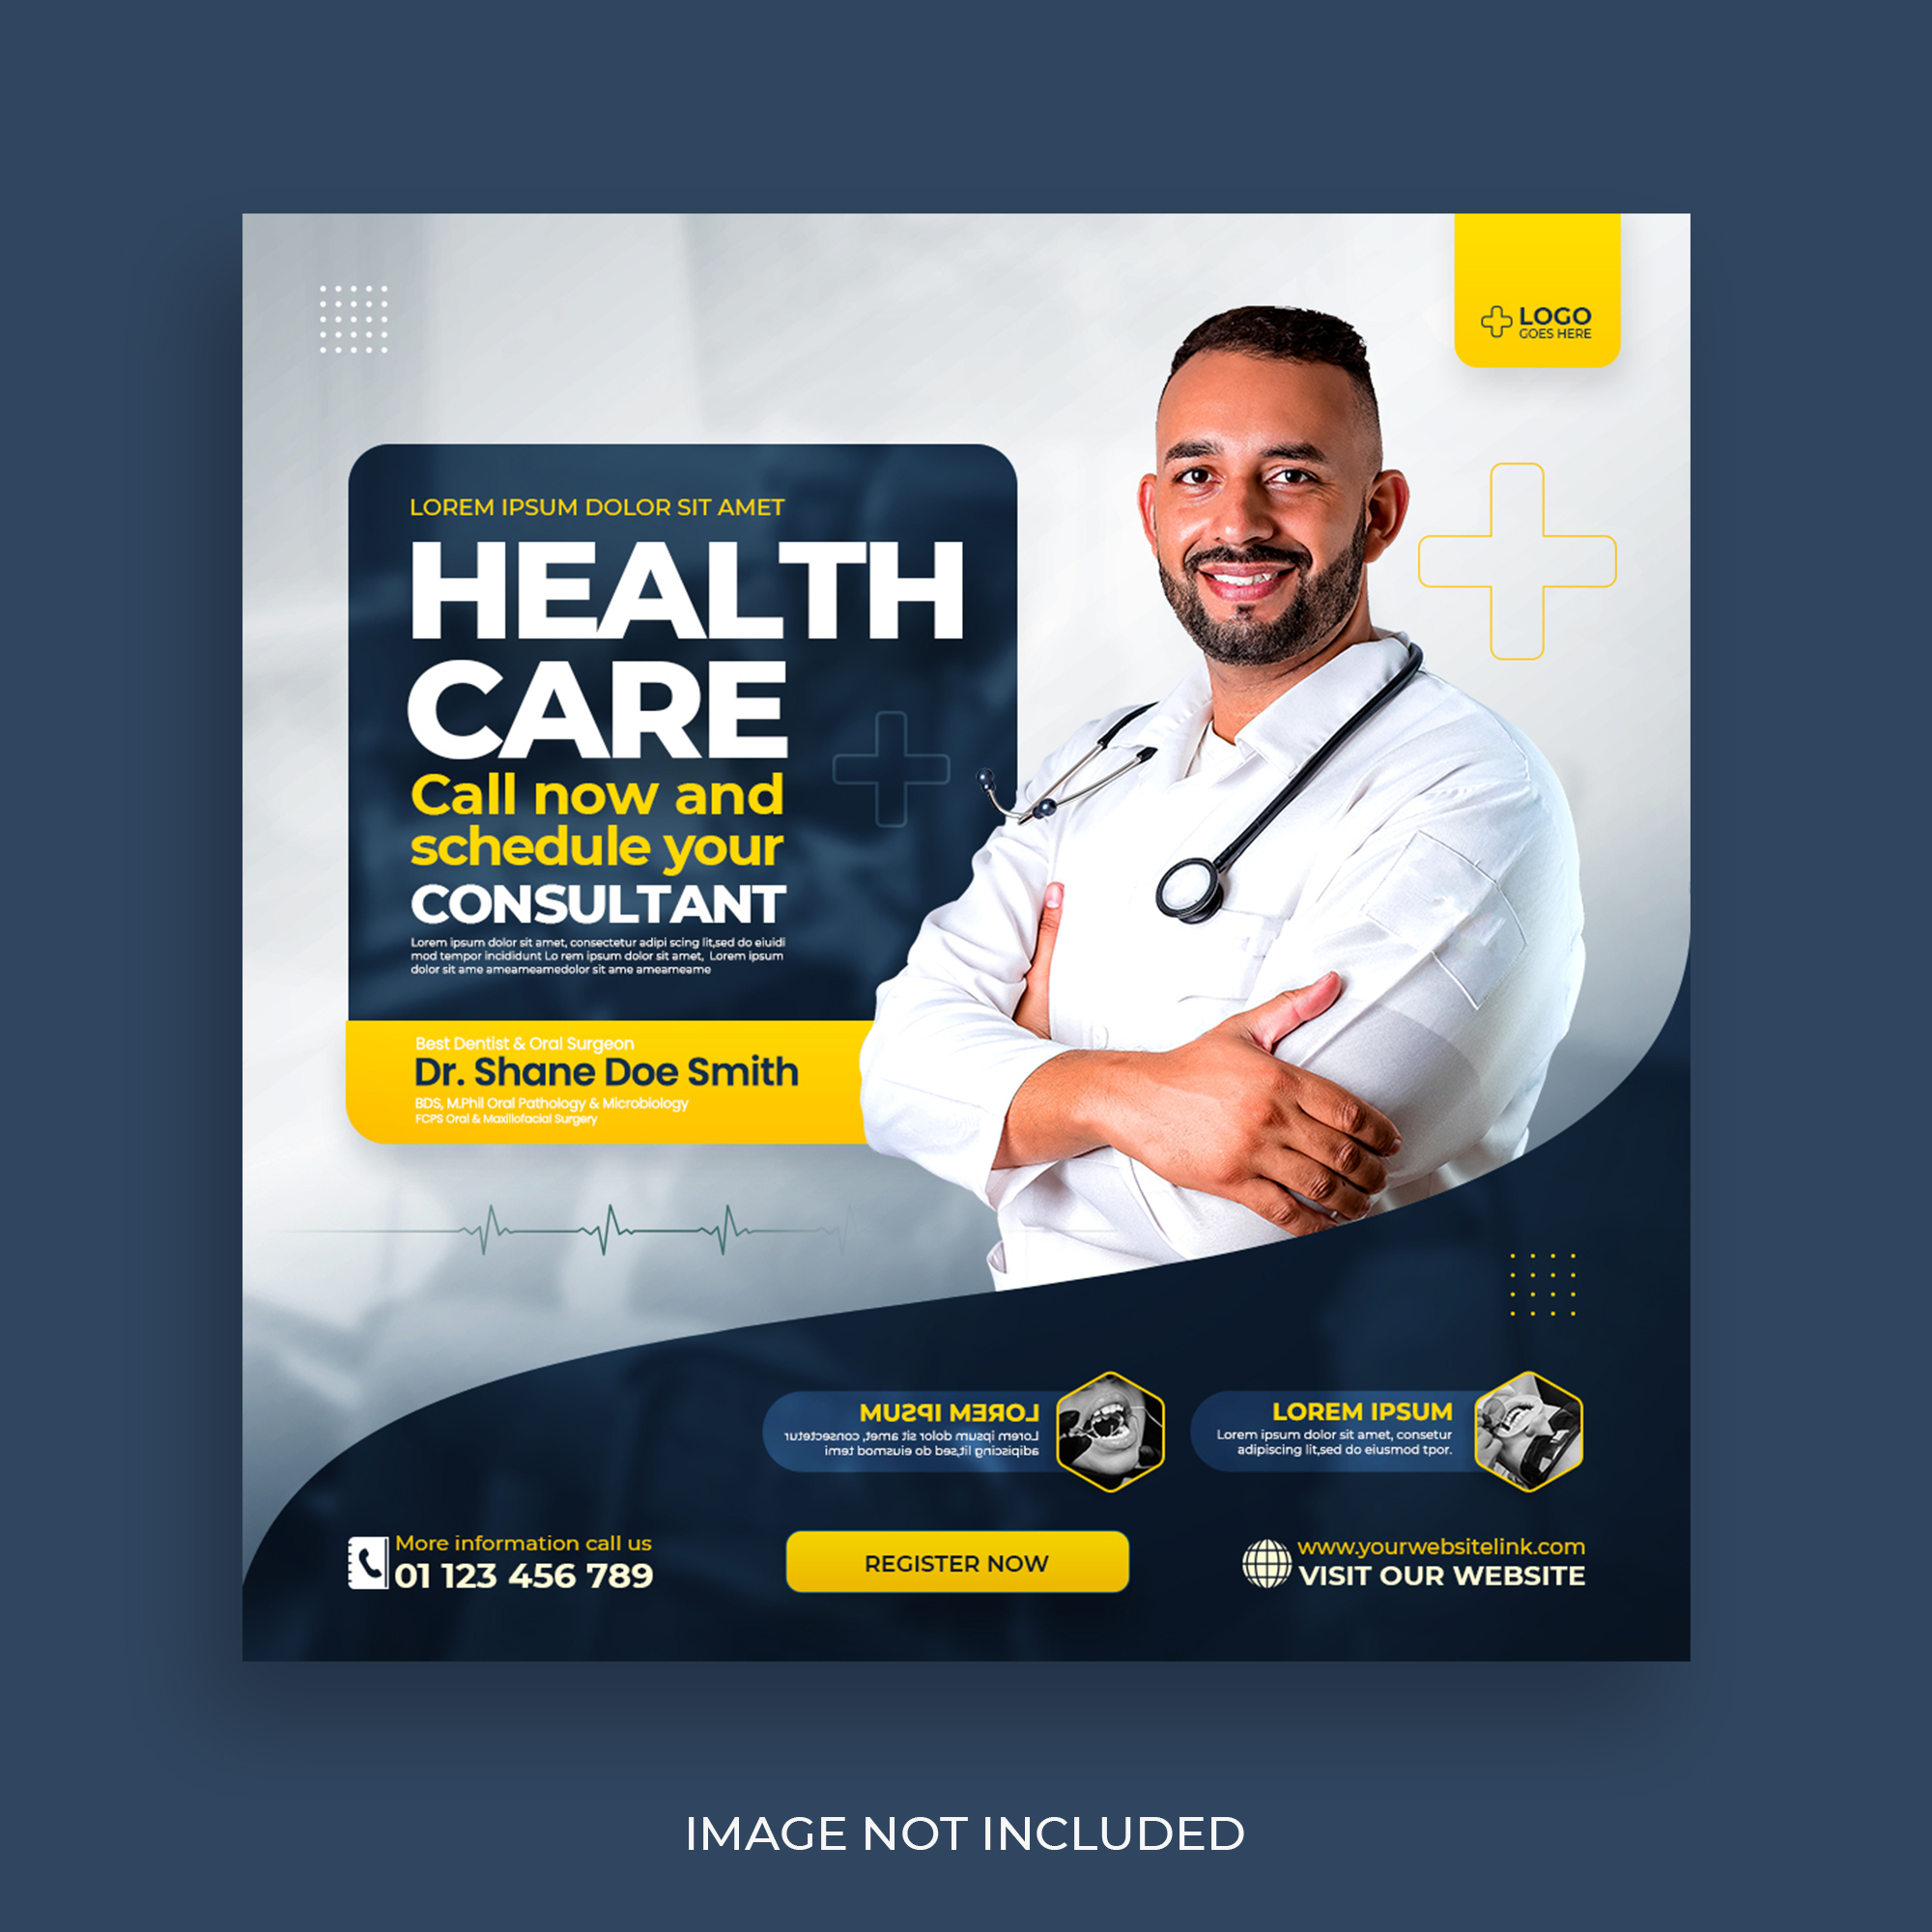 LOGO
GOES HERE
LOREM IPSUM DOLOR SIT AMET
HEALTH
CARE
Call now and
schedule your
CONSULTANT
Lorem ipsum dolor sit amet, consectetur adipi scing lit,sed do eiuidi
mod tempor incididunt Lo rem ipsum dolor sit amet, Lorem ipsum
dolor sit ame ameameamedolor sit ame ameameame
Best Dentist & Oral Surgeon
Dr. Shane Doe Smith
BDS, M.Phil Oral Pathology & Microbiology
FCPS Oral & Maxillofacial Surgery
LOREM IPSUM
Lorem ipsum dolor sit amet, consectetur
adipiscing lit,sed do eiusmod temi
LOREM IPSUM
Lorem ipsum dolor sit amet, consetur
adipiscing lit,sed do eiusmod tpor.
More information call us
01 123 456 789
REGISTER NOW
www.yourwebsitelink.com
VISIT OUR WEBSITE
IMAGE NOT INCLUDED